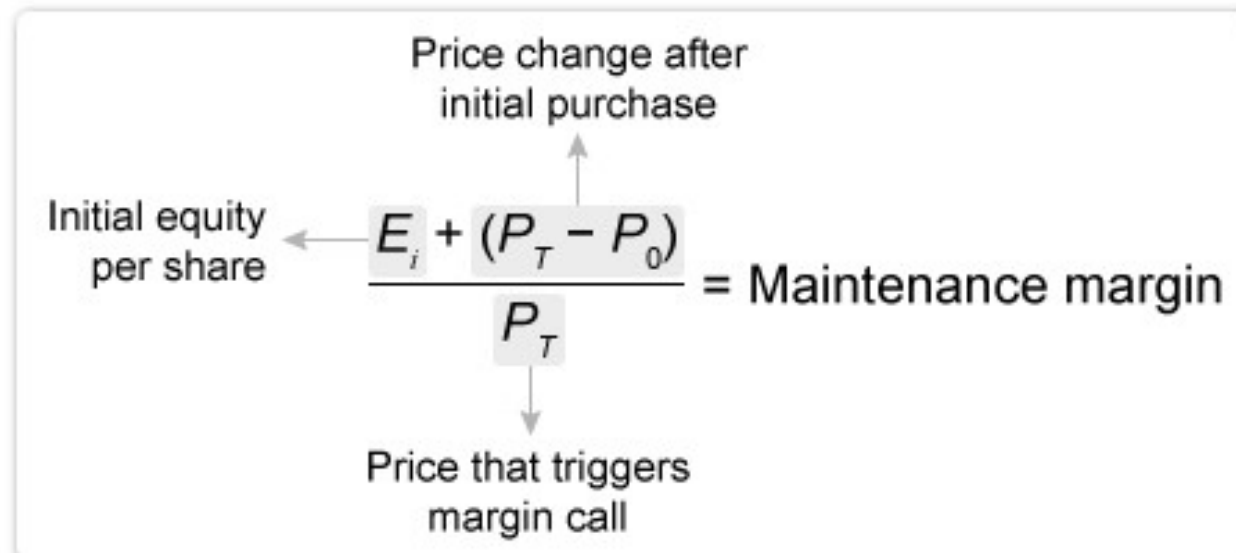 Price change after
initial purchase
Initial equity
per share
E_i + (P_T − P_0)
P_T
= Maintenance margin
Price that triggers
margin call